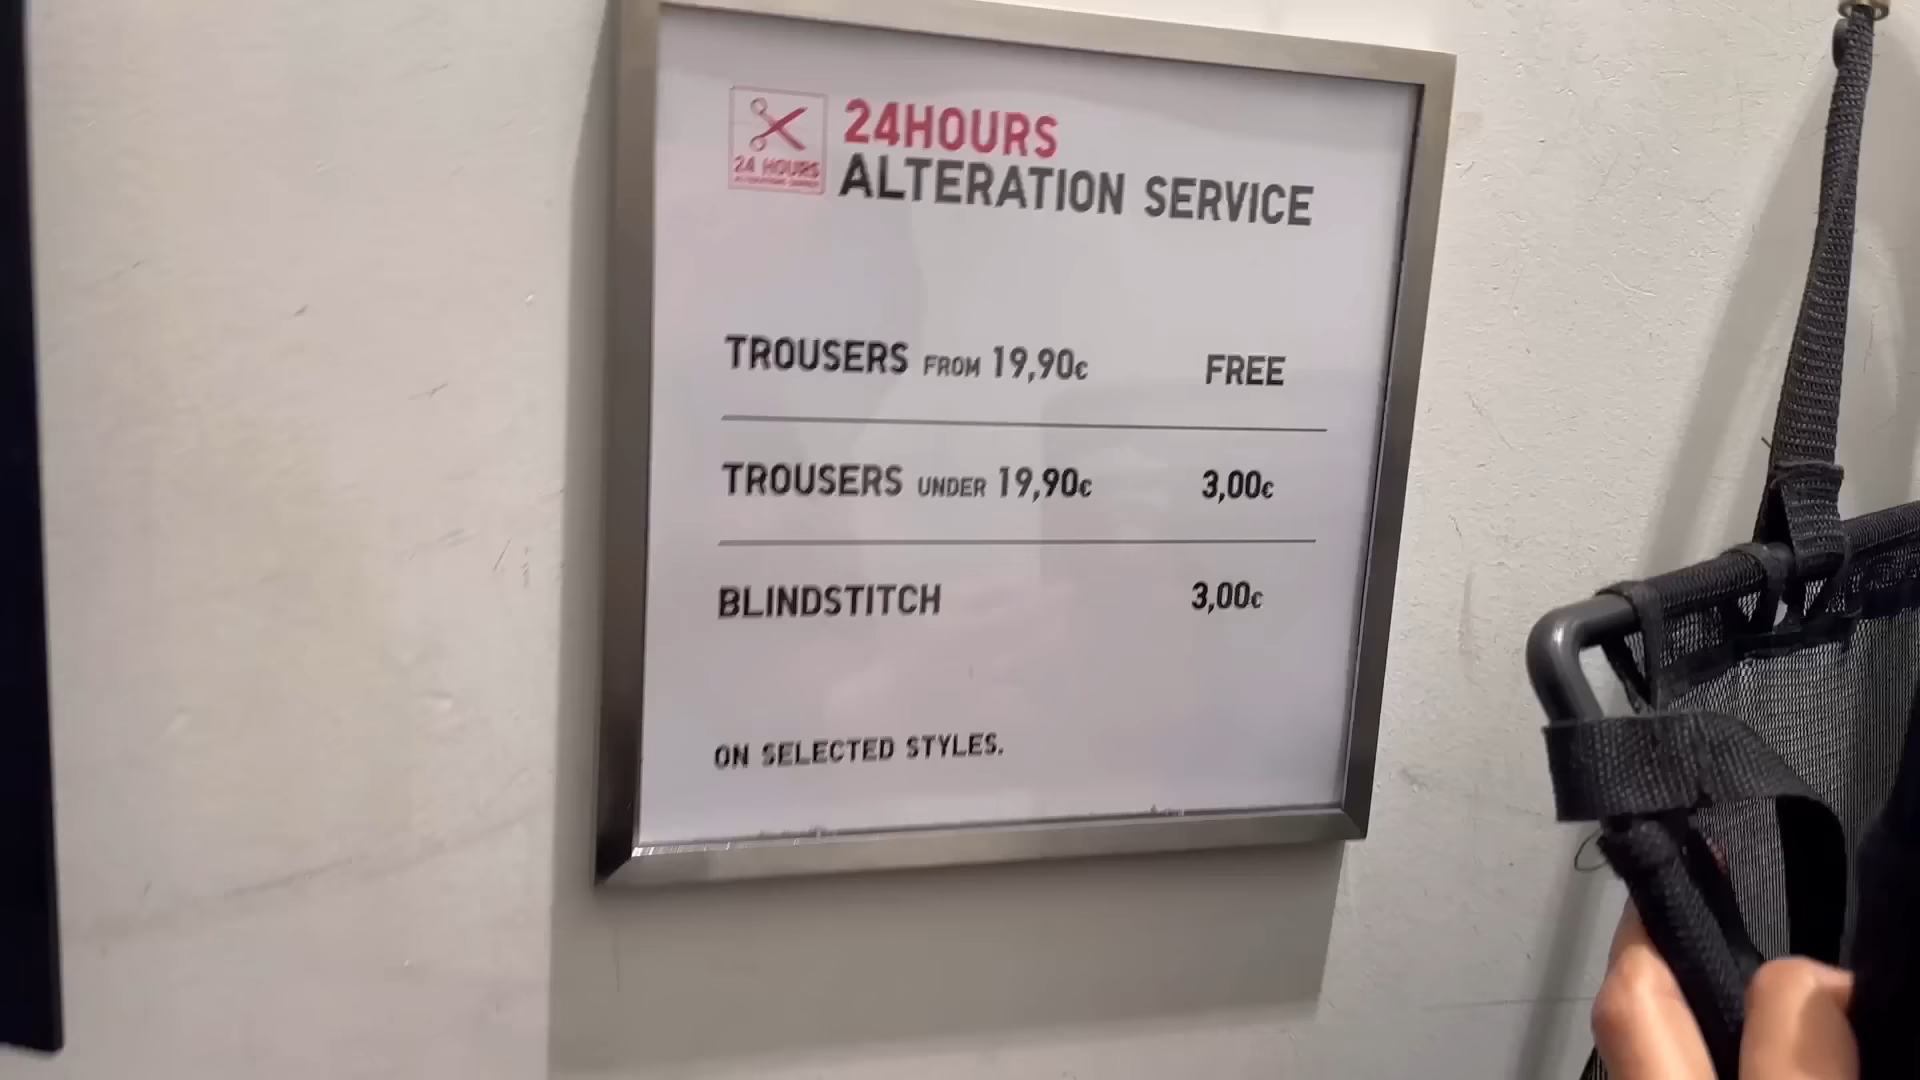 24HOURS
ALTERATION SERVICE
24 HOURS
TROUSERS FROM 19,90€ FREE
TROUSERS UNDER 19,90€ 3,00€
BLINDSTITCH 3,00€
ON SELECTED STYLES.